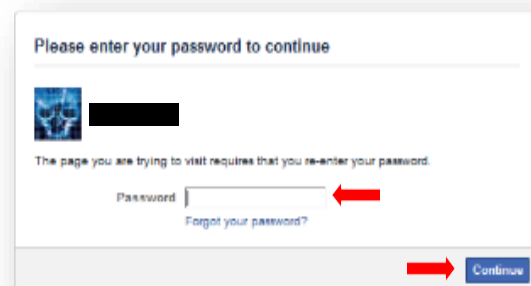 Please enter your password to continue
The page you are trying to visit requires that you re-enter your password.
Password
Forgot your password?
Continue